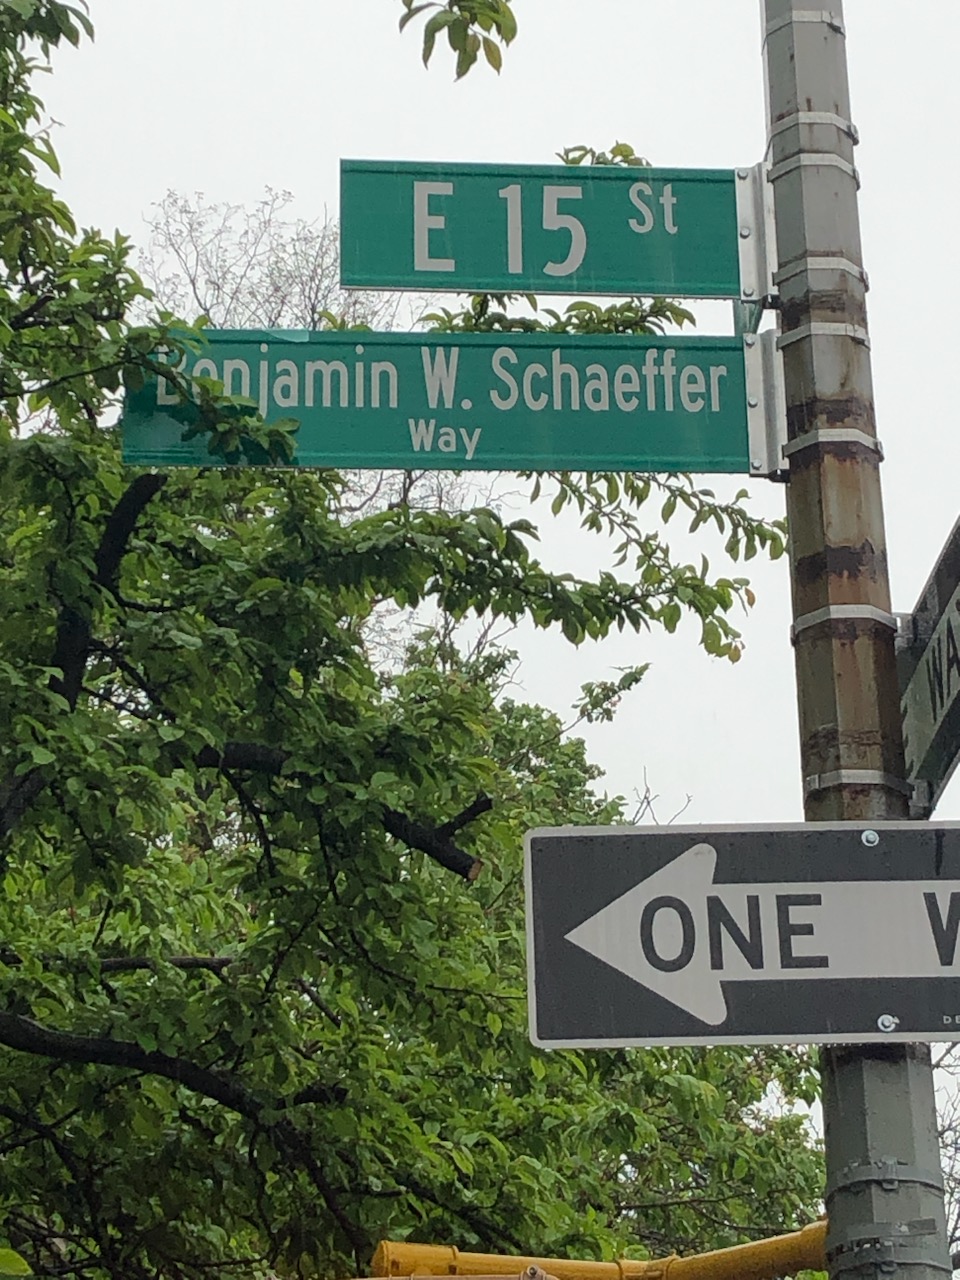 E 15 St
Benjamin W. Schaeffer
Way
ONE